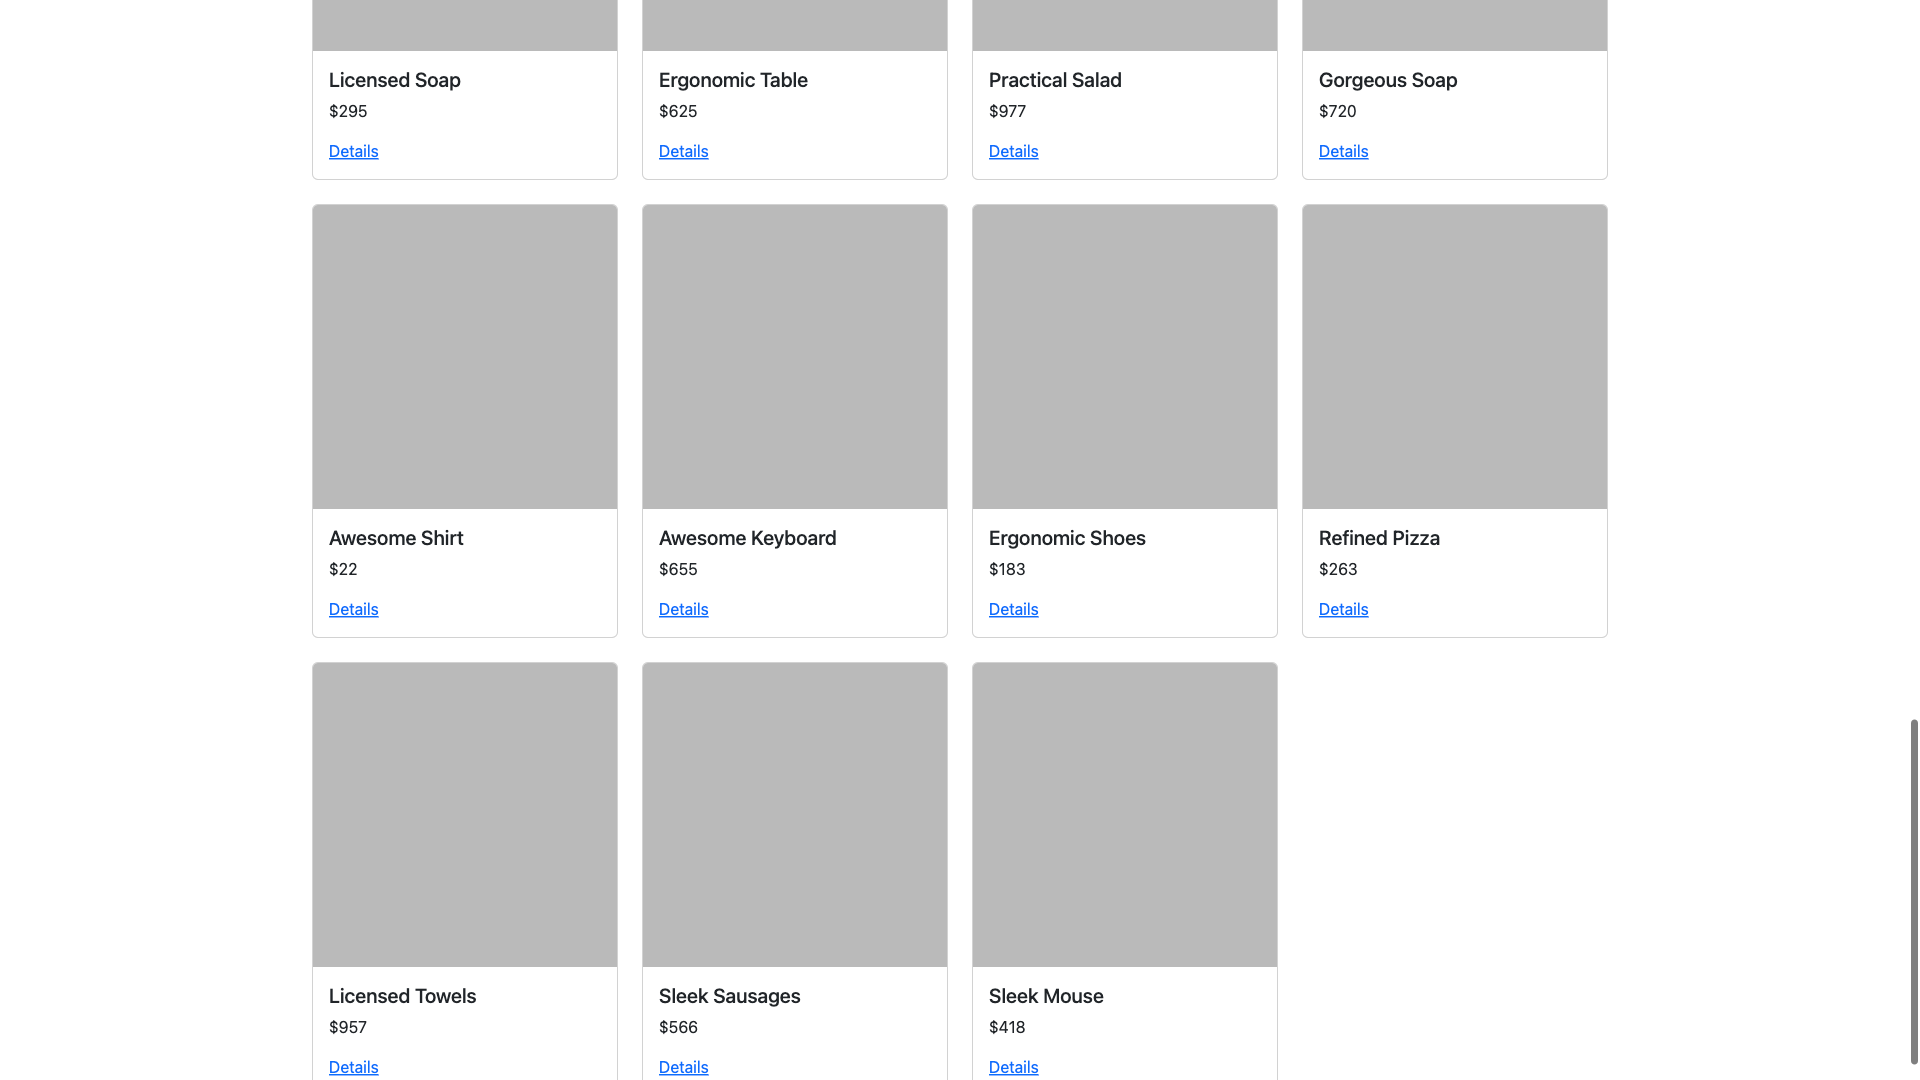 Licensed Soap
$295
Details
Ergonomic Table
$625
Details
Practical Salad
$977
Details
Gorgeous Soap
$720
Details
Awesome Shirt
$22
Details
Awesome Keyboard
$655
Details
Ergonomic Shoes
$183
Details
Refined Pizza
$263
Details
Licensed Towels
$957
Details
Sleek Sausages
$566
Details
Sleek Mouse
$418
Details